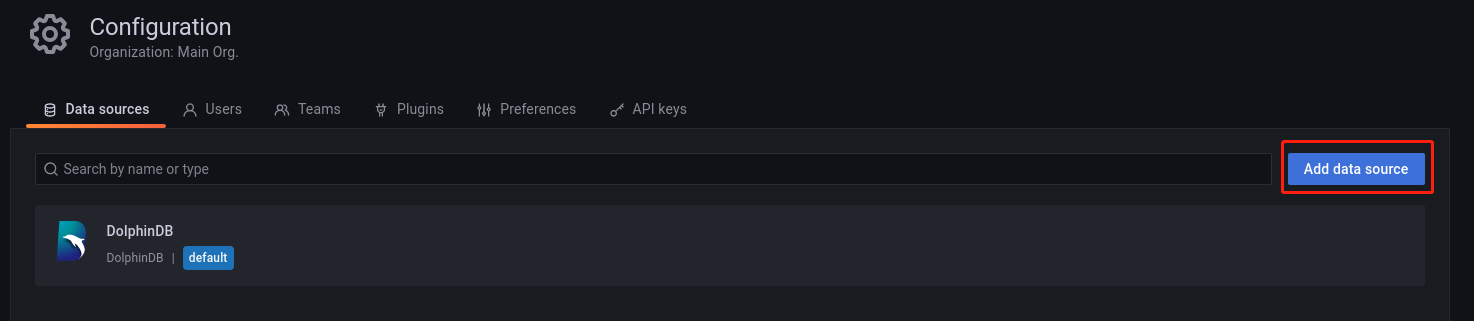 Configuration
Organization: Main Org.
Data sources Users Teams Plugins Preferences API keys
Search by name or type Add data source
DolphinDB
DolphinDB | default